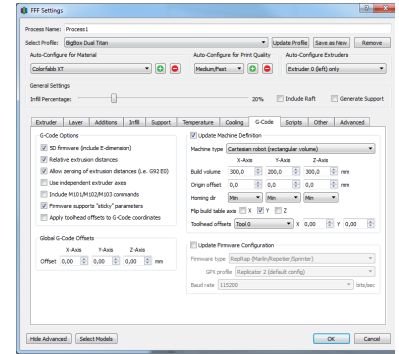 FFF Settings
Process Name: Process1
Select Profile: BigBox Dual Titan Update Profile Save as New Remove
Auto-Configure for Material Auto-Configure for Print Quality Auto-Configure Extruders
Colorfabb XT Medium/Fast Extruder 0 (left) only
General Settings
Infill Percentage: 20% Include Raft Generate Support
Extruder Layer Additions Infill Support Temperature Cooling G-Code Scripts Other Advanced
G-Code Options Update Machine Definition
5D firmware (include E-dimension) Machine type Cartesian robot (rectangular volume)
Relative extrusion distances X-Axis Y-Axis Z-Axis
Allow zeroing of extrusion distances (i.e. G92 E0) Build volume 300,0 200,0 300,0 mm
Use independent extruder axes Origin offset 0,0 0,0 0,0 mm
Include M101/M102/M103 commands Homing dir Min Min Min
Firmware supports "sticky" parameters Flip build table axis X Y Z
Apply toolhead offsets to G-Code coordinates Toolhead offsets Tool 0 X 0,00 Y 0,00
Global G-Code Offsets Update Firmware Configuration
X-Axis Y-Axis Z-Axis Firmware type RepRap (Marlin/Repetier/Sprinter)
Offset 0,00 0,00 0,00 mm GPX profile Replicator 2 (default config)
Baud rate 115200 bits/sec
Hide Advanced Select Models OK Cancel